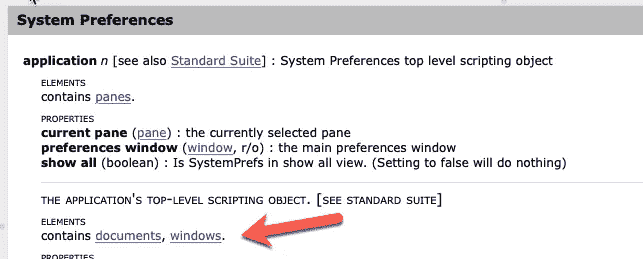 System Preferences
application n [see also Standard Suite] : System Preferences top level scripting object
ELEMENTS
contains panes.
PROPERTIES
current pane (pane) : the currently selected pane
preferences window (window, r/o) : the main preferences window
show all (boolean) : Is SystemPrefs in show all view. (Setting to false will do nothing)
THE APPLICATION'S TOP-LEVEL SCRIPTING OBJECT. [SEE STANDARD SUITE]
ELEMENTS
contains documents, windows.
PROPERTIES